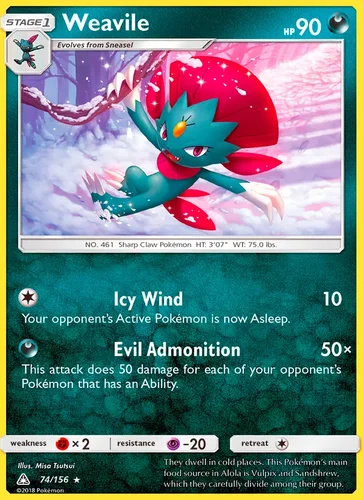 STAGE1
Weavile
HP90
Evolves from Sneasel
NO. 461 Sharp Claw Pokémon HT: 3'07" WT: 75.0 lbs.
Icy Wind 10
Your opponent's Active Pokémon is now Asleep.
Evil Admonition 50×
This attack does 50 damage for each of your opponent's
Pokémon that has an Ability.
weakness ×2 resistance -20 retreat
Illus. Misa Tsutsui
74/156 ★
©2018 Pokémon
They dwell in cold places. This Pokémon's main
food source in Alola is Vulpix and Sandshrew,
which they carefully divide among their group.